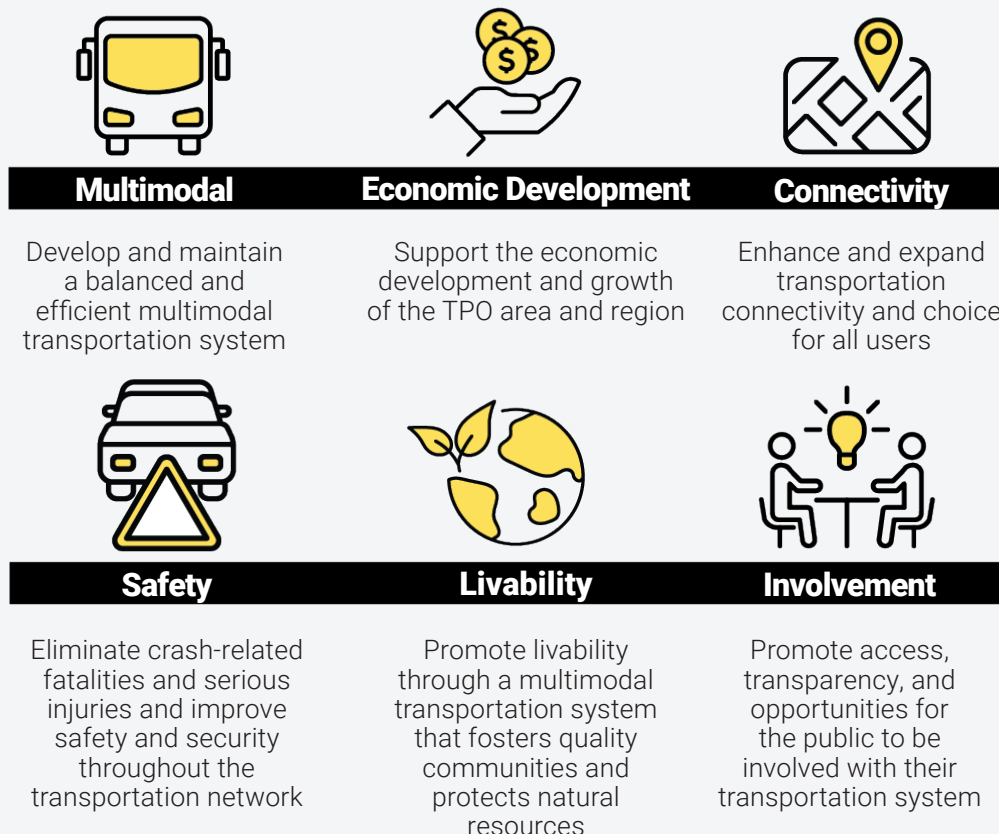 $
$
$
Multimodal
Develop and maintain
a balanced and
efficient multimodal
transportation system
Economic Development
Support the economic
development and growth
of the TPO area and region
Connectivity
Enhance and expand
transportation
connectivity and choice
for all users
Safety
Eliminate crash-related
fatalities and serious
injuries and improve
safety and security
throughout the
transportation network
Livability
Promote livability
through a multimodal
transportation system
that fosters quality
communities and
protects natural
resources
Involvement
Promote access,
transparency, and
opportunities for
the public to be
involved with their
transportation system